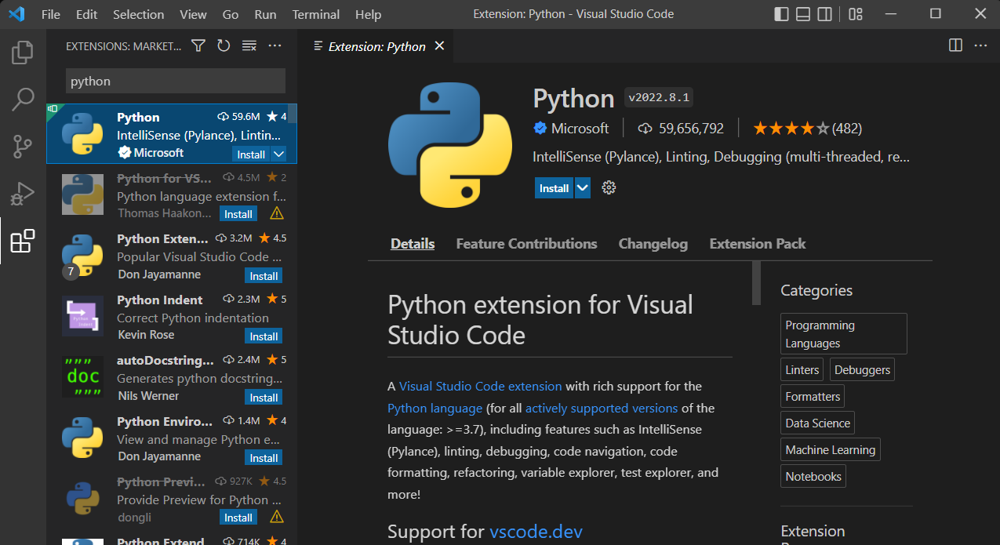 File Edit Selection View Go Run Terminal Help
Extension: Python - Visual Studio Code
EXTENSIONS: MARKET...
python
Python 59.6M ★ 4
IntelliSense (Pylance), Lintin...
Microsoft Install
Python for VS... 4.5M ★ 2
Python language extension f...
Thomas Haakon... Install
Python Exten... 3.2M ★ 4.5
Popular Visual Studio Code ...
7
Don Jayamanne Install
Python Indent 2.3M ★ 5
Correct Python indentation
Kevin Rose Install
autoDocstring... 2.4M ★ 5
""" doc """
Generates python docstring...
Nils Werner Install
Python Enviro... 1.4M ★ 4
View and manage Python e...
Don Jayamanne Install
Python Previ... 927K ★ 4.5
Provide Preview for Python ...
dongli Install
Python Extend 714K ★ 4
Extension: Python
Python v2022.8.1
Microsoft 59,656,792 ★★★★☆ (482)
IntelliSense (Pylance), Linting, Debugging (multi-threaded, re...
Install
Details Feature Contributions Changelog Extension Pack
Python extension for Visual
Studio Code
A Visual Studio Code extension with rich support for the
Python language (for all actively supported versions of the
language: >=3.7), including features such as IntelliSense
(Pylance), linting, debugging, code navigation, code
formatting, refactoring, variable explorer, test explorer, and
more!
Support for vscode.dev
Categories
Programming
Languages
Linters Debuggers
Formatters
Data Science
Machine Learning
Notebooks
Extension